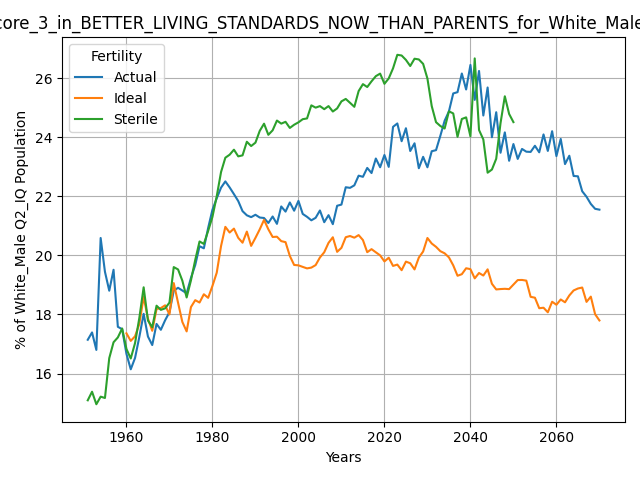 core_3_in_BETTER_LIVING_STANDARDS_NOW_THAN_PARENTS_for_White_Male
Fertility
Actual
Ideal
Sterile
% of White_Male Q2_IQ Population
26
24
22
20
18
16
1960 1980 2000 2020 2040 2060
Years